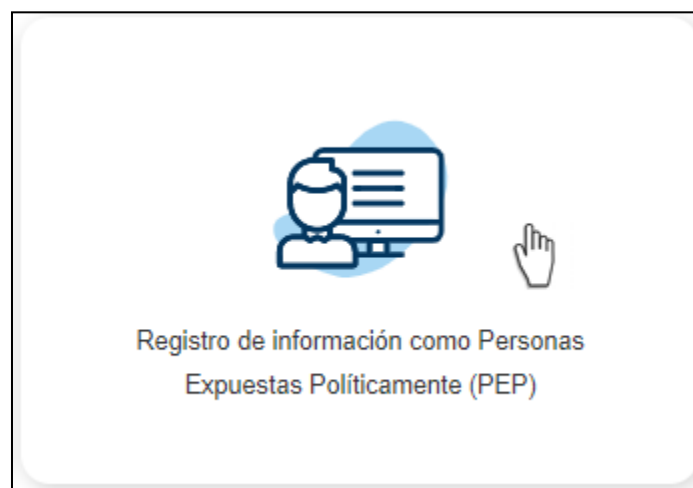 Registro de información como Personas
Expuestas Políticamente (PEP)